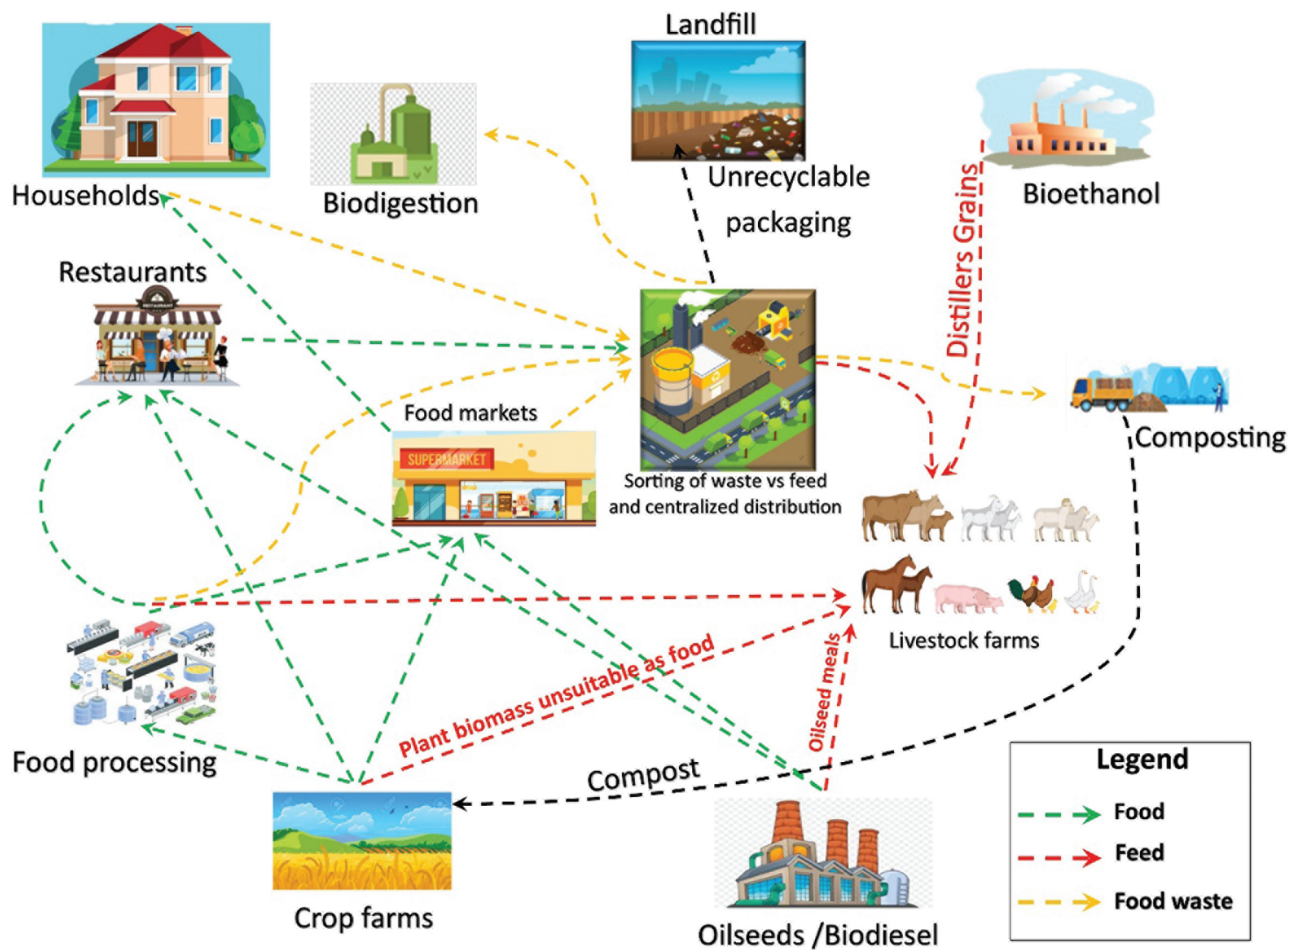 Landfill
Households
Biodigestion
Unrecyclable
packaging
Bioethanol
Distillers Grains
Restaurants
RESTAURANT
Food markets
SUPERMARKET
Composting
Sorting of waste vs feed
and centralized distribution
Livestock farms
Plant biomass unsuitable as food
Oilseed meals
Food processing
Compost
Crop farms
Oilseeds /Biodiesel
Legend
Food
Feed
Food waste